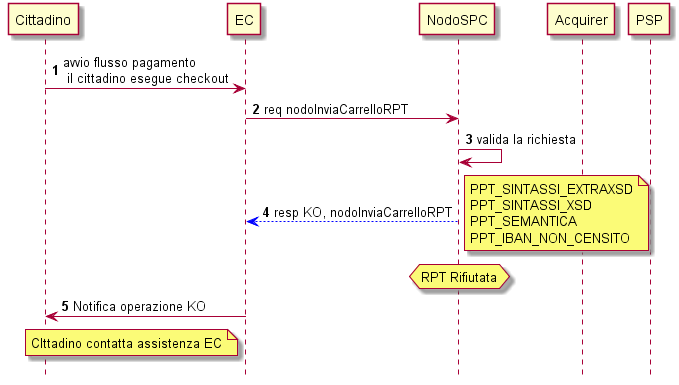 Cittadino
EC
NodoSPC
Acquirer
PSP
1 avvio flusso pagamento
il cittadino esegue checkout
2 req nodoInviaCarrelloRPT
3 valida la richiesta
PPT_SINTASSI_EXTRAXSD
PPT_SINTASSI_XSD
PPT_SEMANTICA
PPT_IBAN_NON_CENSITO
4 resp KO, nodoInviaCarrelloRPT
RPT Rifiutata
5 Notifica operazione KO
CIttadino contatta assistenza EC